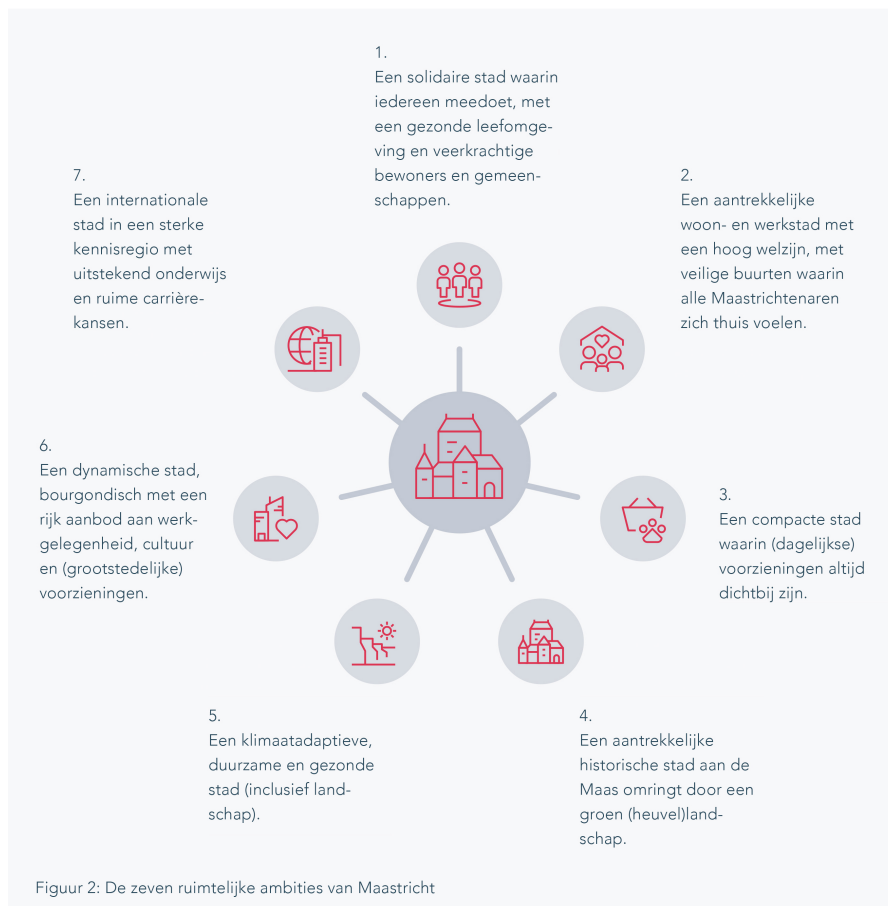 1.
Een solidaire stad waarin
iedereen meedoet, met
een gezonde leefomge-
ving en veerkrachtige
bewoners en gemeen-
schappen.
2.
Een aantrekkelijke
woon- en werkstad met
een hoog welzijn, met
veilige buurten waarin
alle Maastrichtenaren
zich thuis voelen.
3.
Een compacte stad
waarin (dagelijkse)
voorzieningen altijd
dichtbij zijn.
4.
Een aantrekkelijke
historische stad aan de
Maas omringt door een
groen (heuvel)land-
schap.
5.
Een klimaatadaptieve,
duurzame en gezonde
stad (inclusief land-
schap).
6.
Een dynamische stad,
bourgondisch met een
rijk aanbod aan werk-
gelegenheid, cultuur
en (grootstedelijke)
voorzieningen.
7.
Een internationale
stad in een sterke
kennisregio met
uitstekend onderwijs
en ruime carrière-
kansen.
Figuur 2: De zeven ruimtelijke ambities van Maastricht